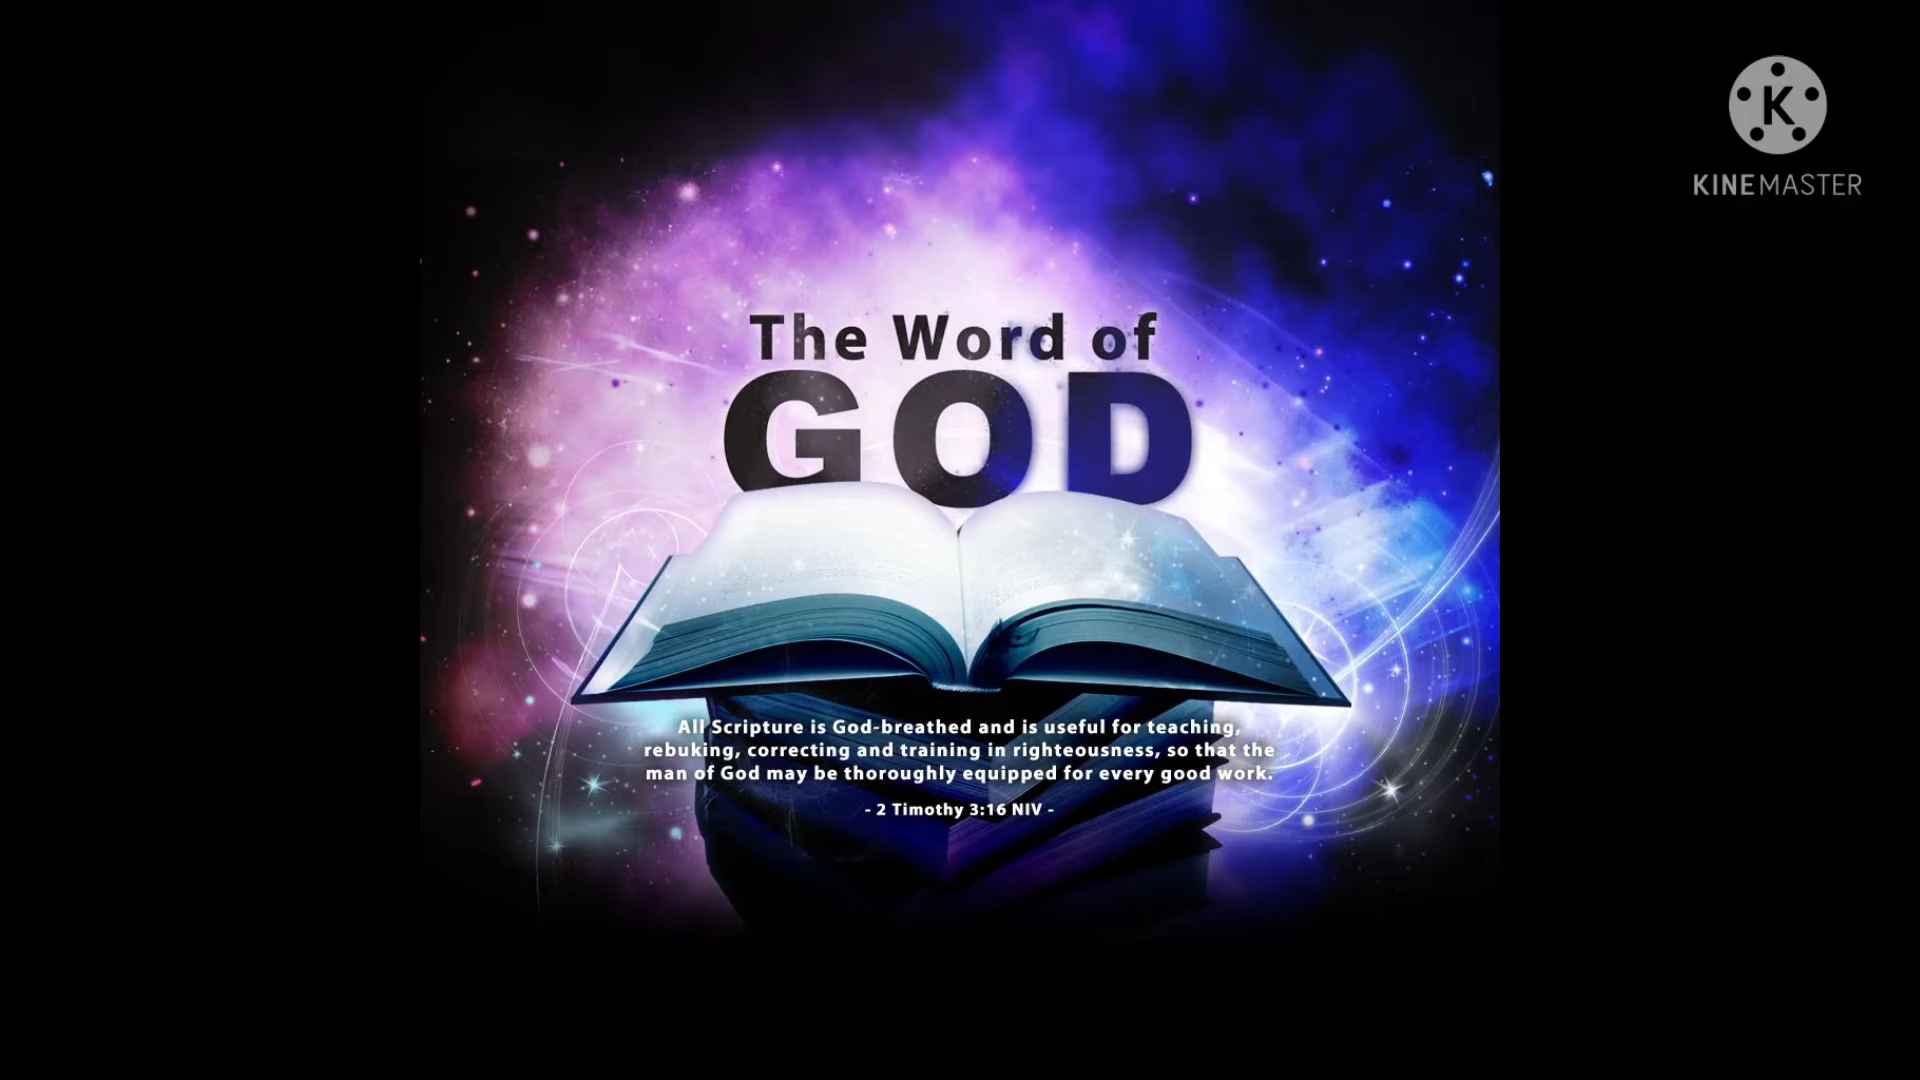 The Word of
GOD
All Scripture is God-breathed and is useful for teaching,
rebuking, correcting and training in righteousness, so that the
man of God may be thoroughly equipped for every good work.
- 2 Timothy 3:16 NIV -
K
KINEMASTER